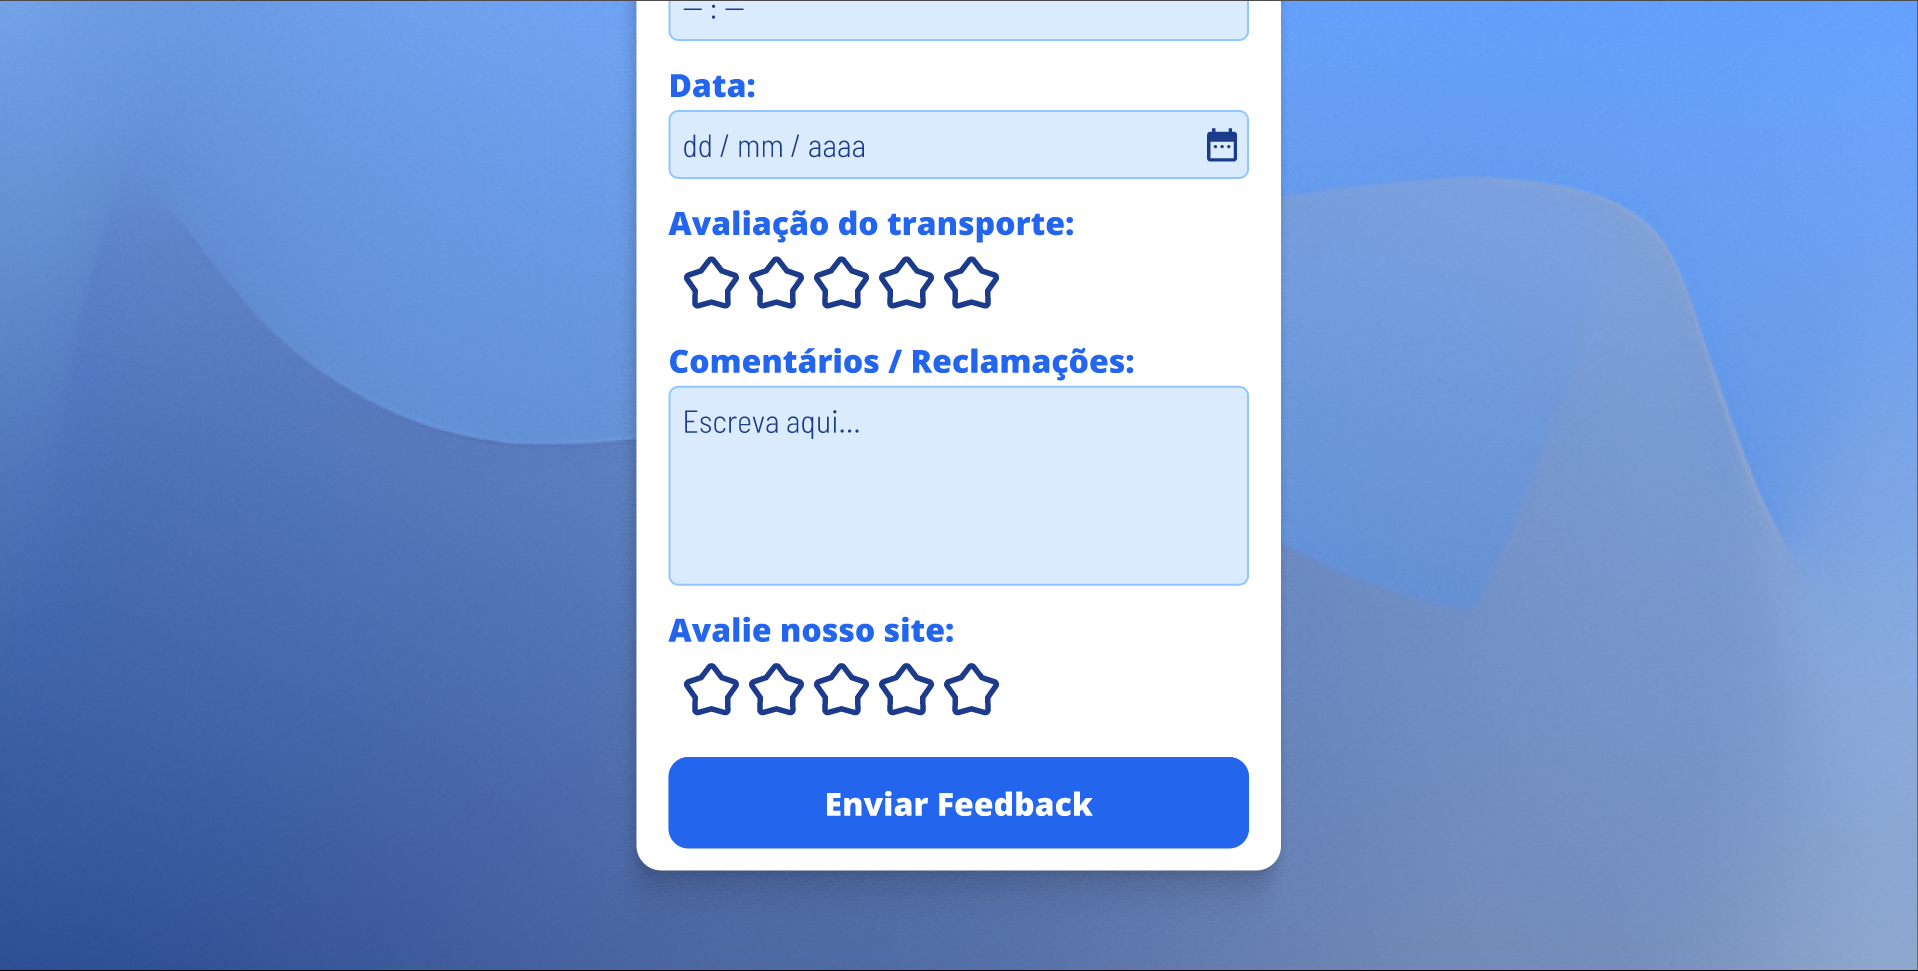 – : –
Data:
dd / mm / aaaa
Avaliação do transporte:
Comentários / Reclamações:
Escreva aqui...
Avalie nosso site:
Enviar Feedback